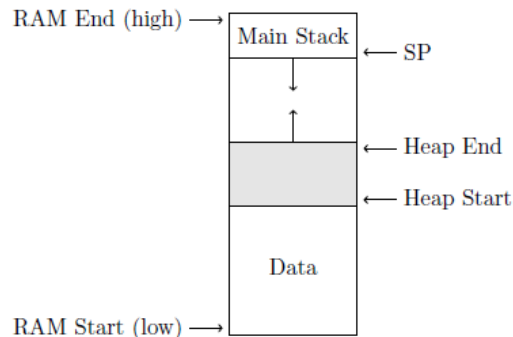 RAM End (high)
Main Stack
SP
Heap End
Heap Start
Data
RAM Start (low)